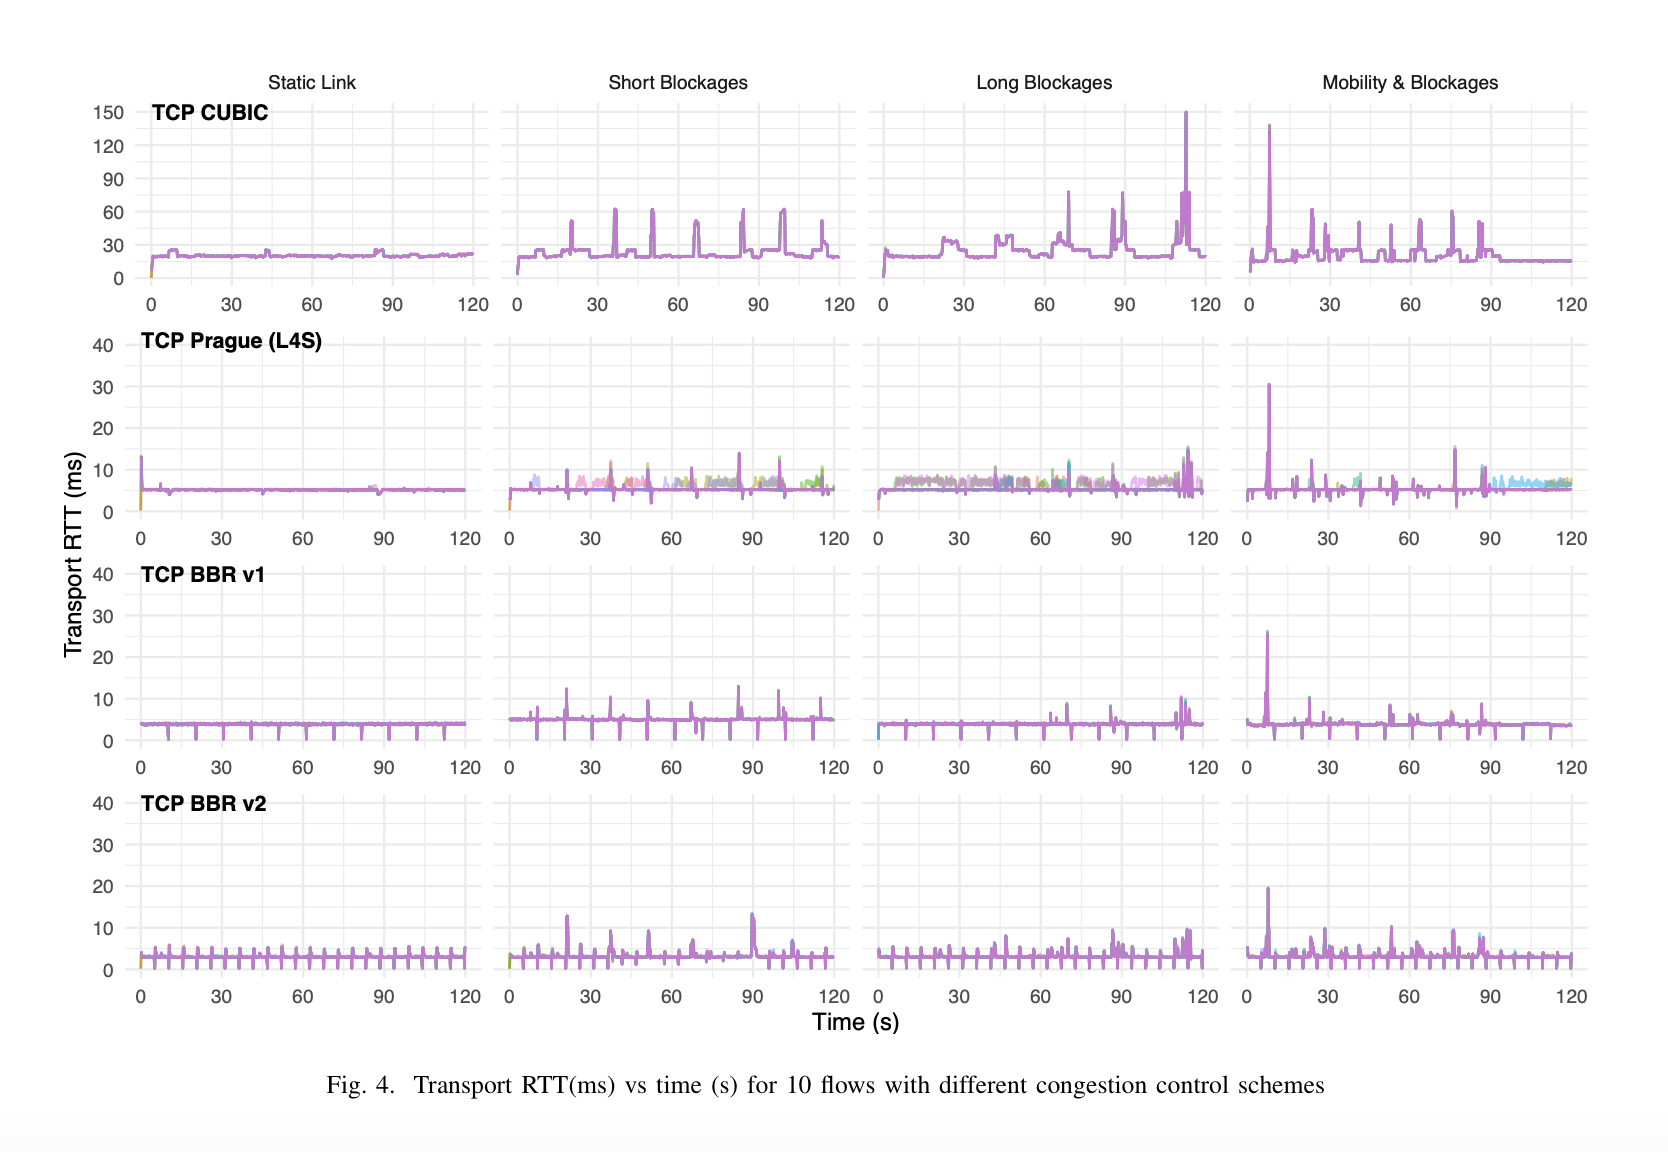 Static Link Short Blockages Long Blockages Mobility & Blockages
TCP CUBIC
150
120
90
60
30
0
0 30 60 90 120 0 30 60 90 120 0 30 60 90 120 0 30 60 90 120
TCP Prague (L4S)
40
30
20
10
0
0 30 60 90 120 0 30 60 90 120 0 30 60 90 120 0 30 60 90 120
Transport RTT (ms)
TCP BBR v1
40
30
20
10
0
0 30 60 90 120 0 30 60 90 120 0 30 60 90 120 0 30 60 90 120
TCP BBR v2
40
30
20
10
0
0 30 60 90 120 0 30 60 90 120 0 30 60 90 120 0 30 60 90 120
Time (s)
Fig. 4. Transport RTT(ms) vs time (s) for 10 flows with different congestion control schemes